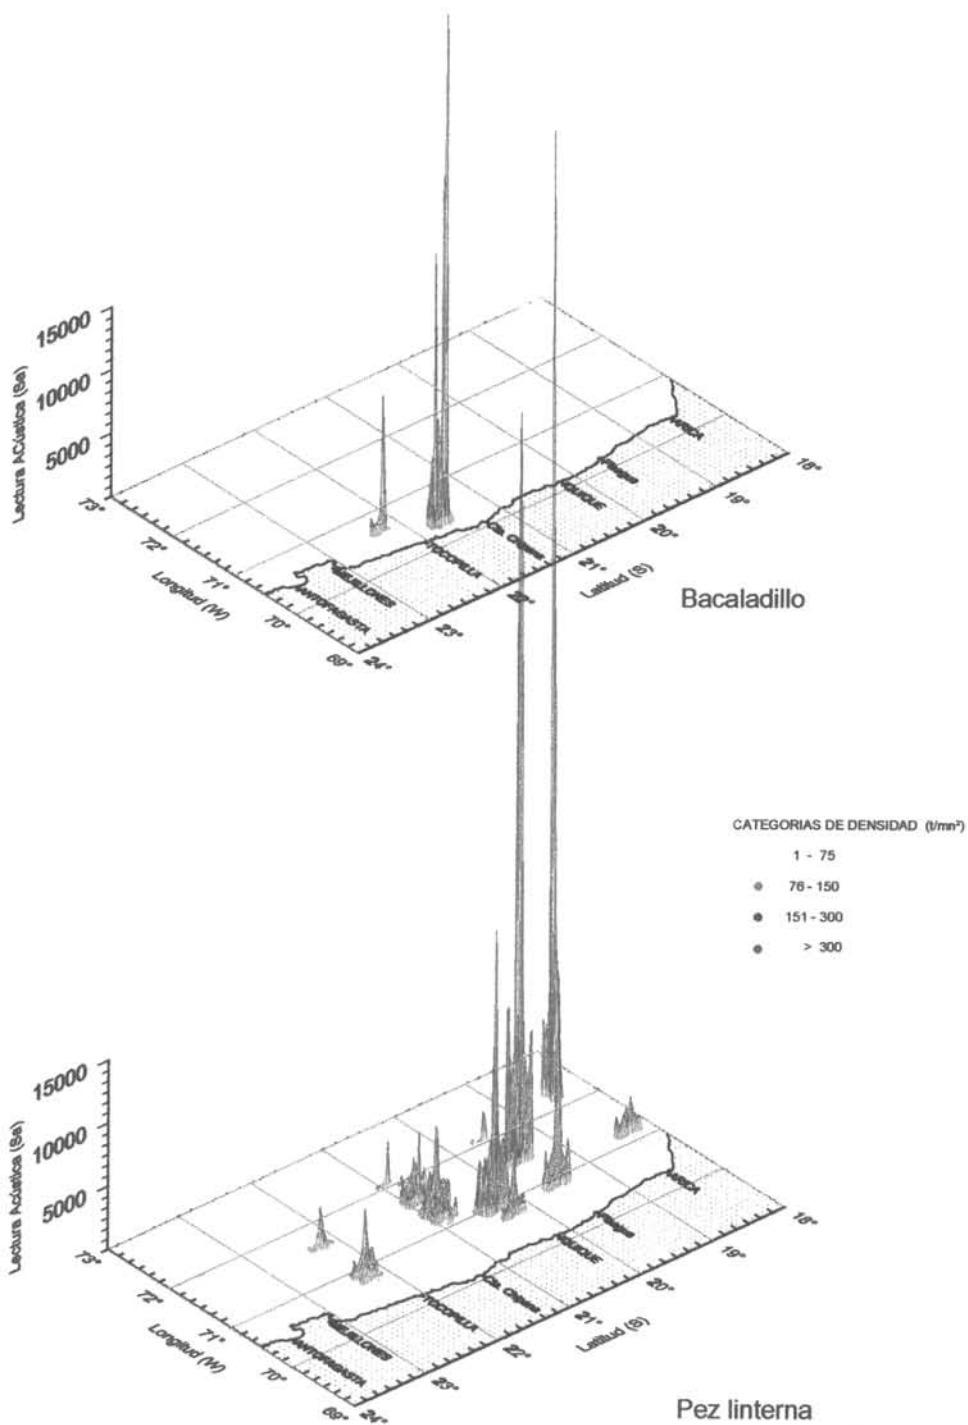 15000
10000
5000
Lectura ACústica (Sa)
73°
72°
71°
70°
69°
Longitud (W)
24°
23°
22°
21°
20°
19°
18°
Latitud (S)
ARICA
IQUIQUE
TOCOPILLA
MEJILLONES
ANTOFAGASTA
Bacaladillo
CATEGORIAS DE DENSIDAD (t/mn²)
1 - 75
76 - 150
151 - 300
> 300
15000
10000
5000
Lectura Acústica (Sa)
73°
72°
71°
70°
69°
Longitud (W)
24°
23°
22°
21°
20°
19°
18°
Latitud (S)
ARICA
IQUIQUE
TOCOPILLA
MEJILLONES
ANTOFAGASTA
Pez linterna